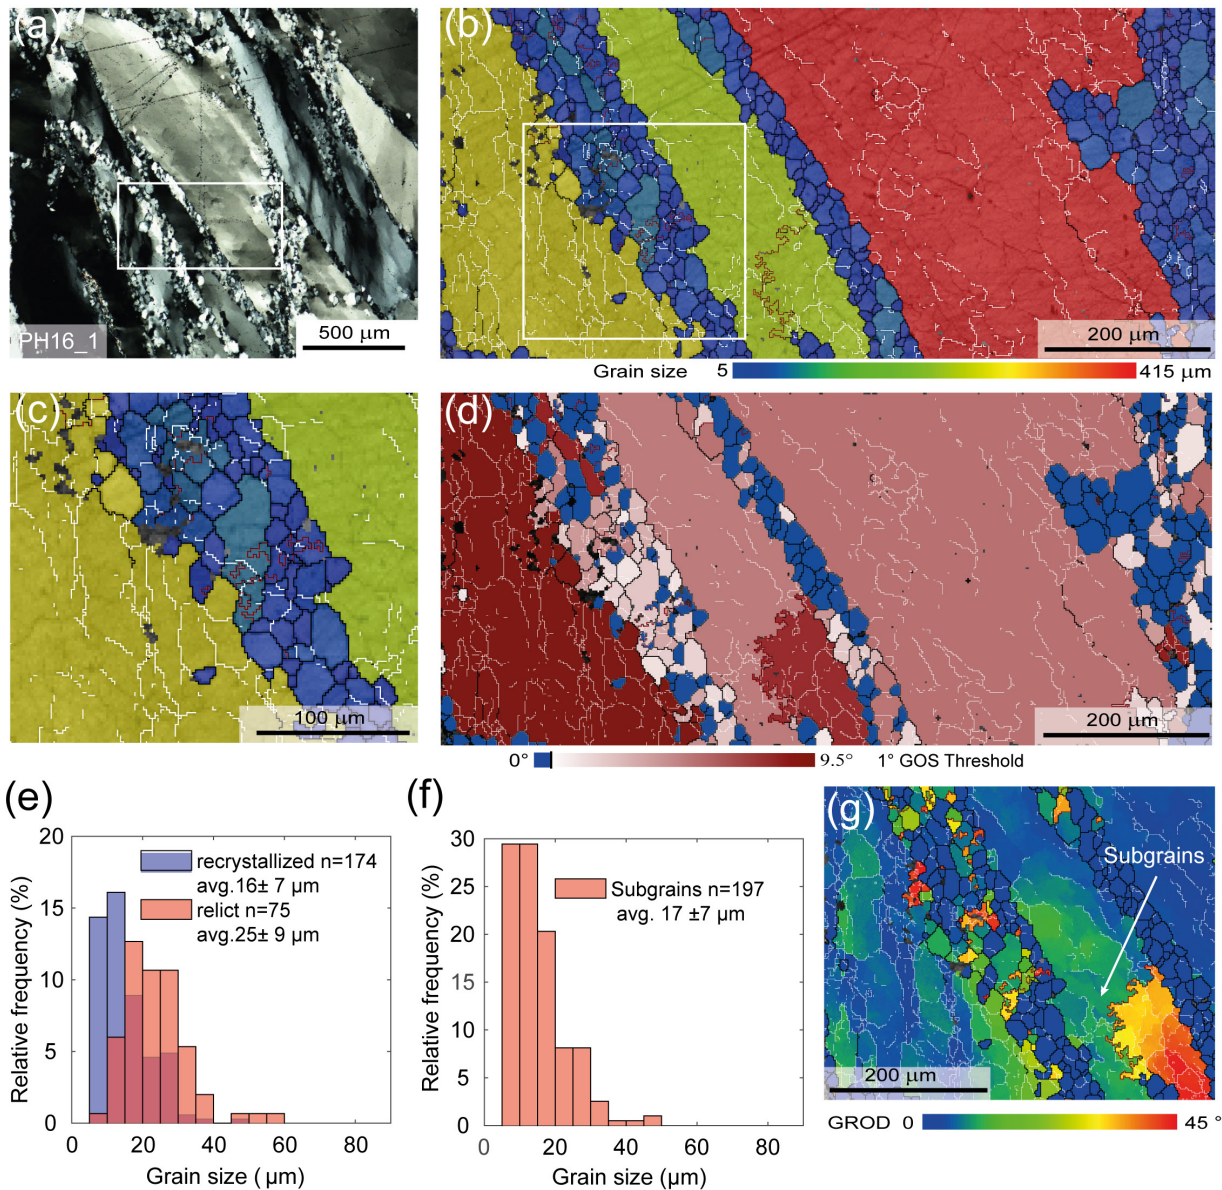 (a)
PH16_1
500 μm
(b)
200 μm
Grain size 5 415 μm
(c)
100 μm
(d)
200 μm
0° 9.5° 1° GOS Threshold
(e)
20
15
10
5
0
Relative frequency (%)
recrystallized n=174
avg.16± 7 μm
relict n=75
avg.25± 9 μm
0 20 40 60 80
Grain size ( μm)
(f)
30
25
20
15
10
5
0
Relative frequency (%)
Subgrains n=197
avg. 17 ±7 μm
0 20 40 60 80
Grain size (μm)
(g)
Subgrains
200 μm
GROD 0 45 °